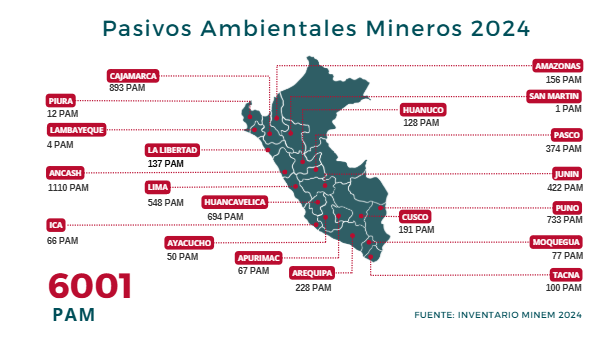 Pasivos Ambientales Mineros 2024
CAJAMARCA
893 PAM
PIURA
12 PAM
LAMBAYEQUE
4 PAM
LA LIBERTAD
137 PAM
ANCASH
1110 PAM
LIMA
548 PAM
HUANCAVELICA
694 PAM
ICA
66 PAM
AYACUCHO
50 PAM
APURIMAC
67 PAM
AREQUIPA
228 PAM
AMAZONAS
156 PAM
SAN MARTIN
1 PAM
HUANUCO
128 PAM
PASCO
374 PAM
JUNIN
422 PAM
PUNO
733 PAM
CUSCO
191 PAM
MOQUEGUA
77 PAM
TACNA
100 PAM
6001
PAM
FUENTE: INVENTARIO MINEM 2024